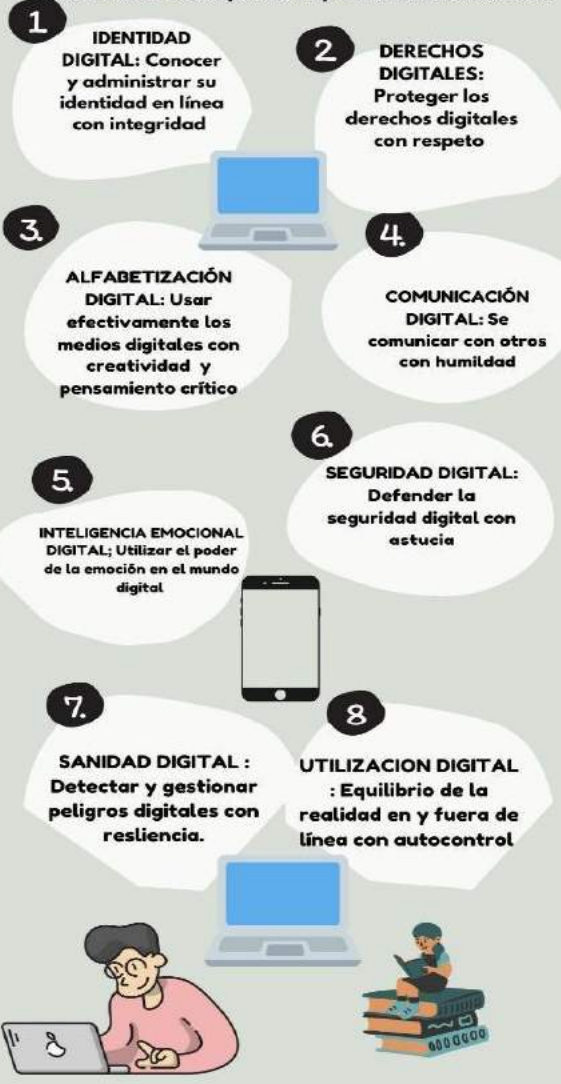 1
IDENTIDAD
DIGITAL: Conocer
y administrar su
identidad en línea
con integridad
2
DERECHOS
DIGITALES:
Proteger los
derechos digitales
con respeto
3.
ALFABETIZACIÓN
DIGITAL: Usar
efectivamente los
medios digitales con
creatividad y
pensamiento crítico
4.
COMUNICACIÓN
DIGITAL: Se
comunicar con otros
con humildad
5.
INTELIGENCIA EMOCIONAL
DIGITAL; Utilizar el poder
de la emoción en el mundo
digital
6.
SEGURIDAD DIGITAL:
Defender la
seguridad digital con
astucia
7.
SANIDAD DIGITAL :
Detectar y gestionar
peligros digitales con
resliencia.
8
UTILIZACION DIGITAL
: Equilibrio de la
realidad en y fuera de
línea con autocontrol